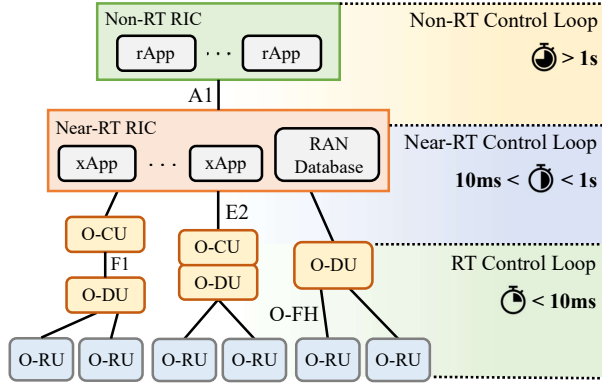 Non-RT RIC
rApp
. . .
rApp
Non-RT Control Loop
> 1s
A1
Near-RT RIC
xApp
. . .
xApp
RAN
Database
Near-RT Control Loop
10ms < < 1s
E2
O-CU
F1
O-DU
O-CU
O-DU
O-DU
RT Control Loop
< 10ms
O-FH
O-RU
O-RU
O-RU
O-RU
O-RU
O-RU